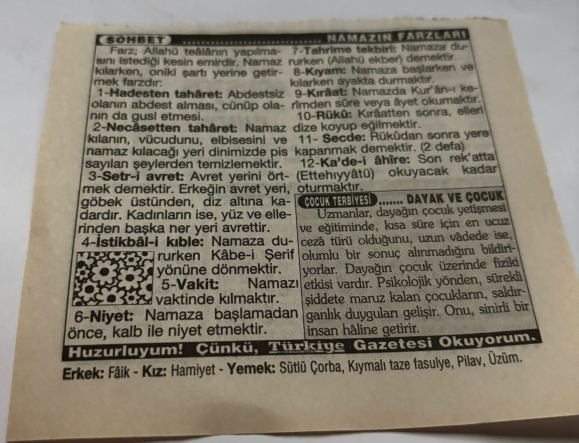 SOHBET ................ NAMAZIN FARZLARI
Farz; Allahü teâlânın yapılma-
sını istediği kesin emirdir. Namaz
kılarken, oniki şartı yerine getir-
mek farzdır:
1-Hadesten tahâret: Abdestsiz
olanın abdest alması, cünüp ola-
nın da gusl etmesi.
2-Necâsetten tahâret: Namaz
kılanın, vücudunu, elbisesini ve
namaz kılacağı yeri dinimizde pis
sayılan şeylerden temizlemektir.
3-Setr-i avret: Avret yerini ört-
mek demektir. Erkeğin avret yeri,
göbek üstünden, diz altına ka-
dardır. Kadınların ise, yüz ve elle-
rinden başka her yeri avrettir.
4-İstikbâl-i kıble: Namaza du-
rurken Kâbe-i Şerif
yönüne dönmektir.
5-Vakit: Namazı
vaktinde kılmaktır.
6-Niyet: Namaza başlamadan
önce, kalb ile niyet etmektir.
7-Tahrime tekbiri: Namaza du-
rurken (Allahü ekber) demektir.
8-Kıyam: Namaza başlarken ve
kılarken ayakta durmaktır.
9-Kırâat: Namazda Kur'ân-ı ke-
rimden sûre veya âyet okumaktır.
10-Rükû: Kırâatten sonra, elleri
dize koyup eğilmektir.
11- Secde: Rükûdan sonra yere
kapanmak demektir. (2 defa)
12-Ka'de-i âhire: Son rek'atta
(Ettehiyyâtü) okuyacak kadar
oturmaktır.
ÇOCUK TERBİYESİ ....... DAYAK VE ÇOCUK
Uzmanlar, dayağın çocuk yetişmesi
ve eğitiminde, kısa süre için en ucuz
cezâ türü olduğunu, uzun vâdede ise,
olumlu bir sonuç alınmadığını bildiri-
yorlar. Dayağın çocuk üzerinde fizikî
etkisi vardır. Psikolojik yönden, sürekli
şiddete maruz kalan çocukların, saldır-
ganlık duyguları gelişir. Onu, sinirli bir
insan hâline getirir.
Huzurluyum! Çünkü, Türkiye Gazetesi Okuyorum.
Erkek: Fâik - Kız: Hamiyet - Yemek: Sütlü Çorba, Kıymalı taze fasulye, Pilav, Üzüm.